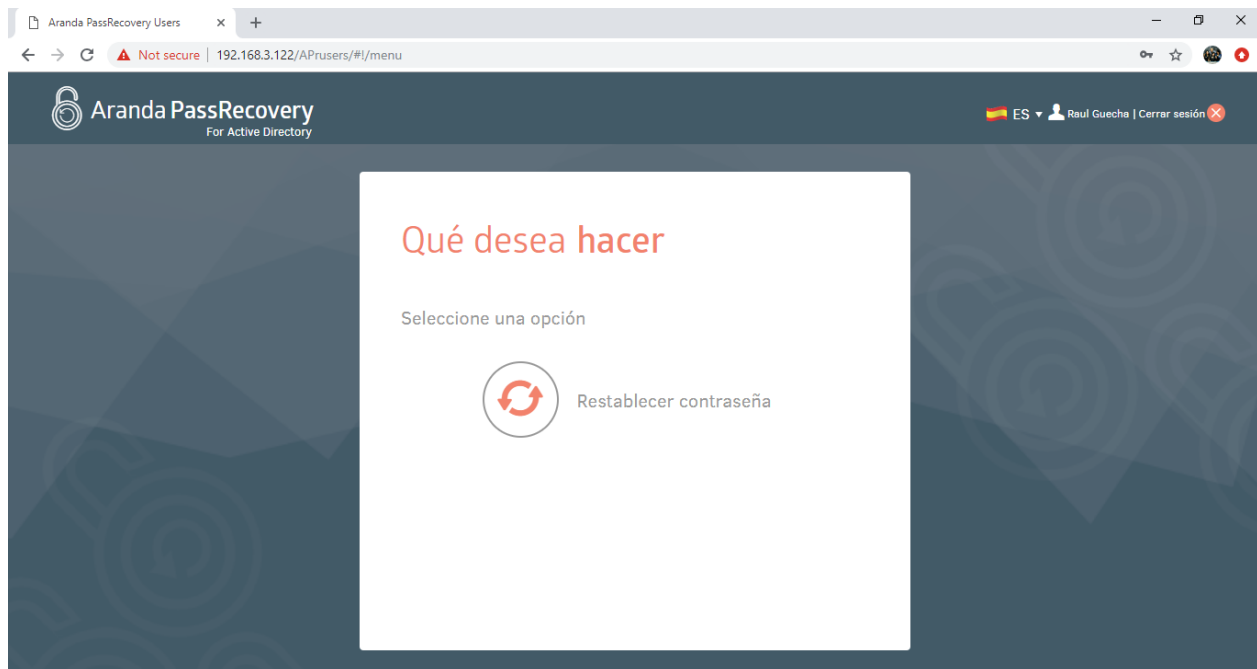 Aranda PassRecovery Users
Not secure | 192.168.3.122/APrusers/#!/menu
Aranda PassRecovery
For Active Directory
ES Raul Guecha | Cerrar sesión
Qué desea hacer
Seleccione una opción
Restablecer contraseña